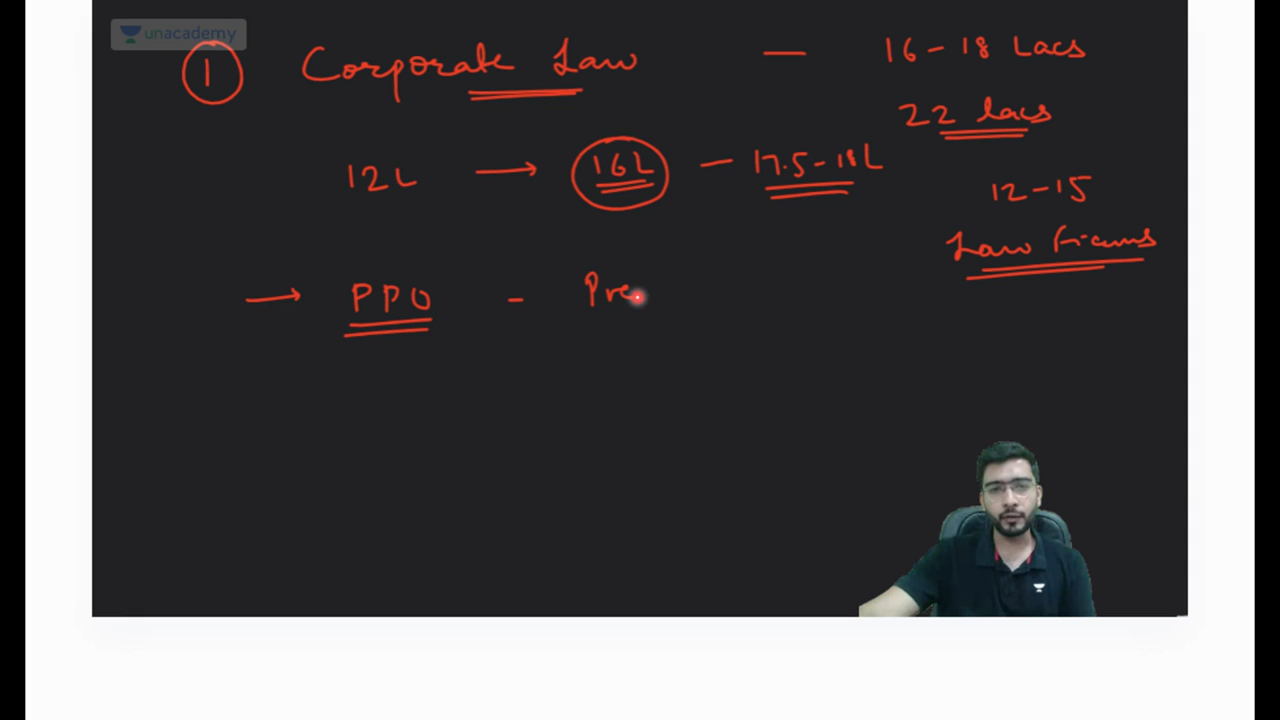 unacademy
1 Corporate Law — 16-18 Lacs
22 lacs
12L → 16L - 17.5-18L
12-15
Law Firms
→ PPO - Pre